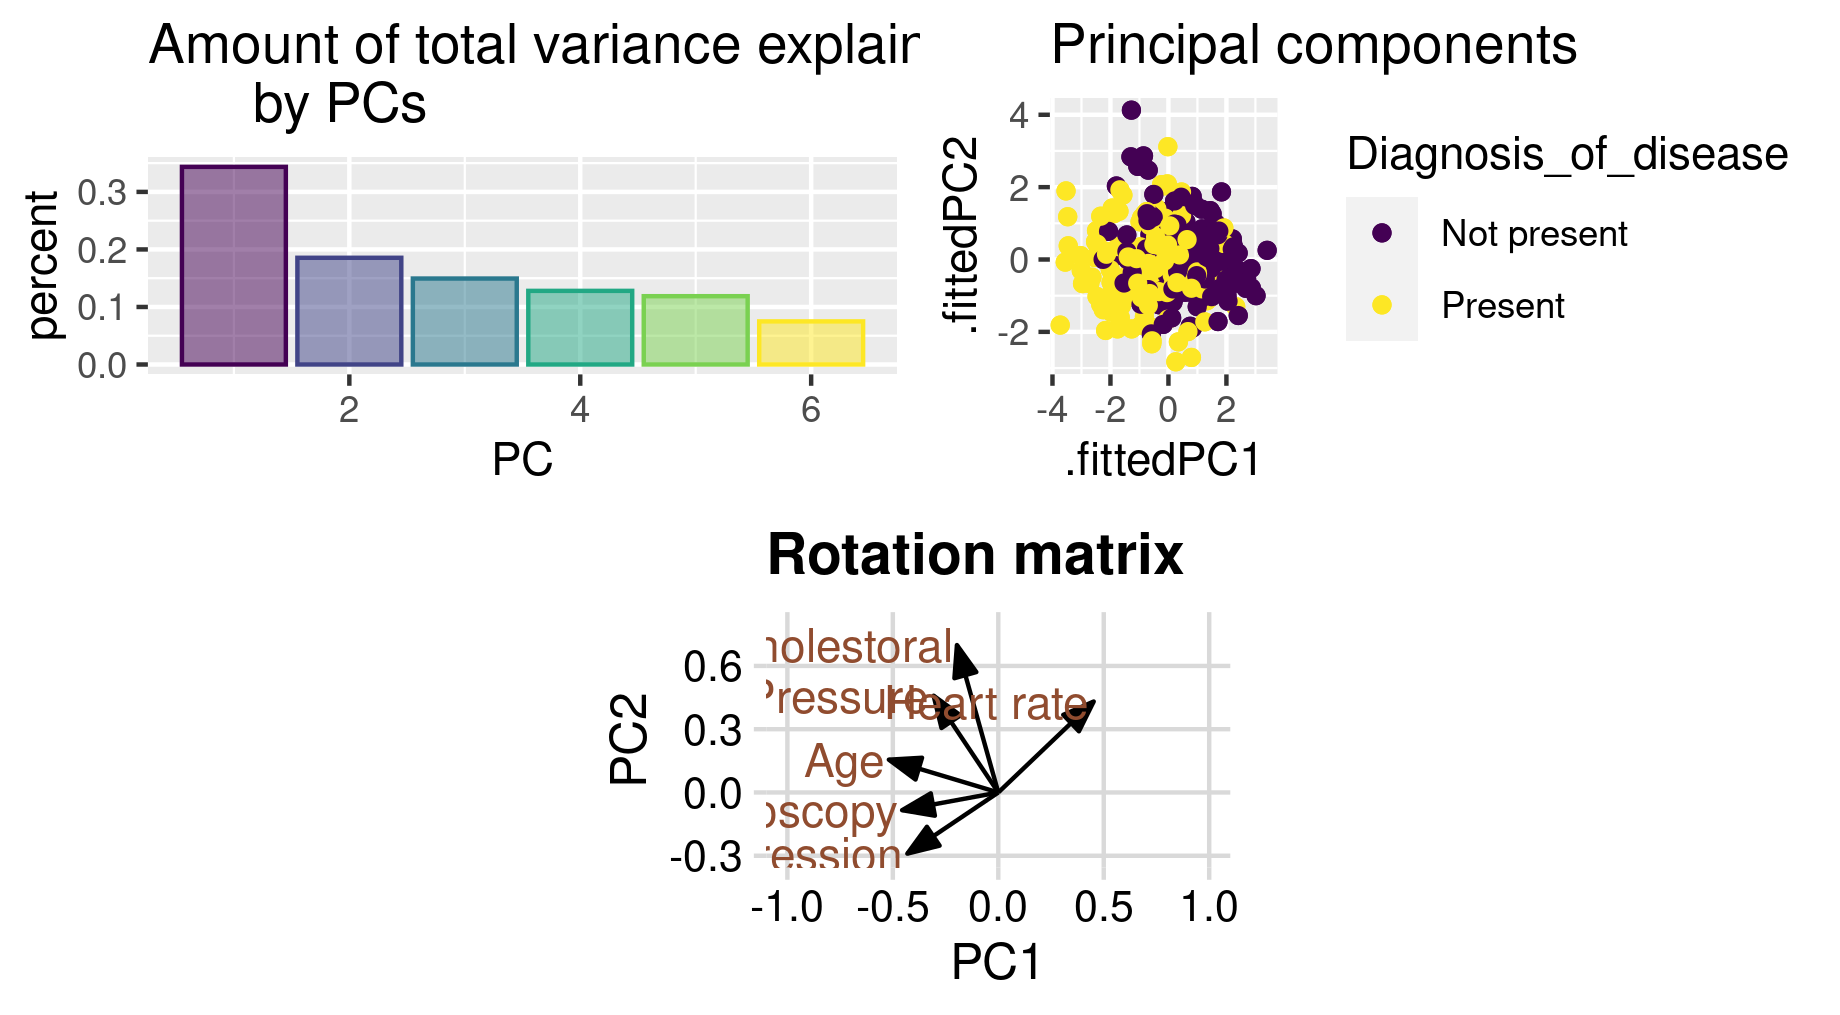 Amount of total variance explair
by PCs
percent
0.3
0.2
0.1
0.0
2 4 6
PC
Principal components
.fittedPC2
4
2
0
-2
-4 -2 0 2
.fittedPC1
Diagnosis_of_disease
Not present
Present
Rotation matrix
PC2
0.6
0.3
0.0
-0.3
holestoral
Pressure
Heart rate
Age
oscopy
ression
-1.0 -0.5 0.0 0.5 1.0
PC1